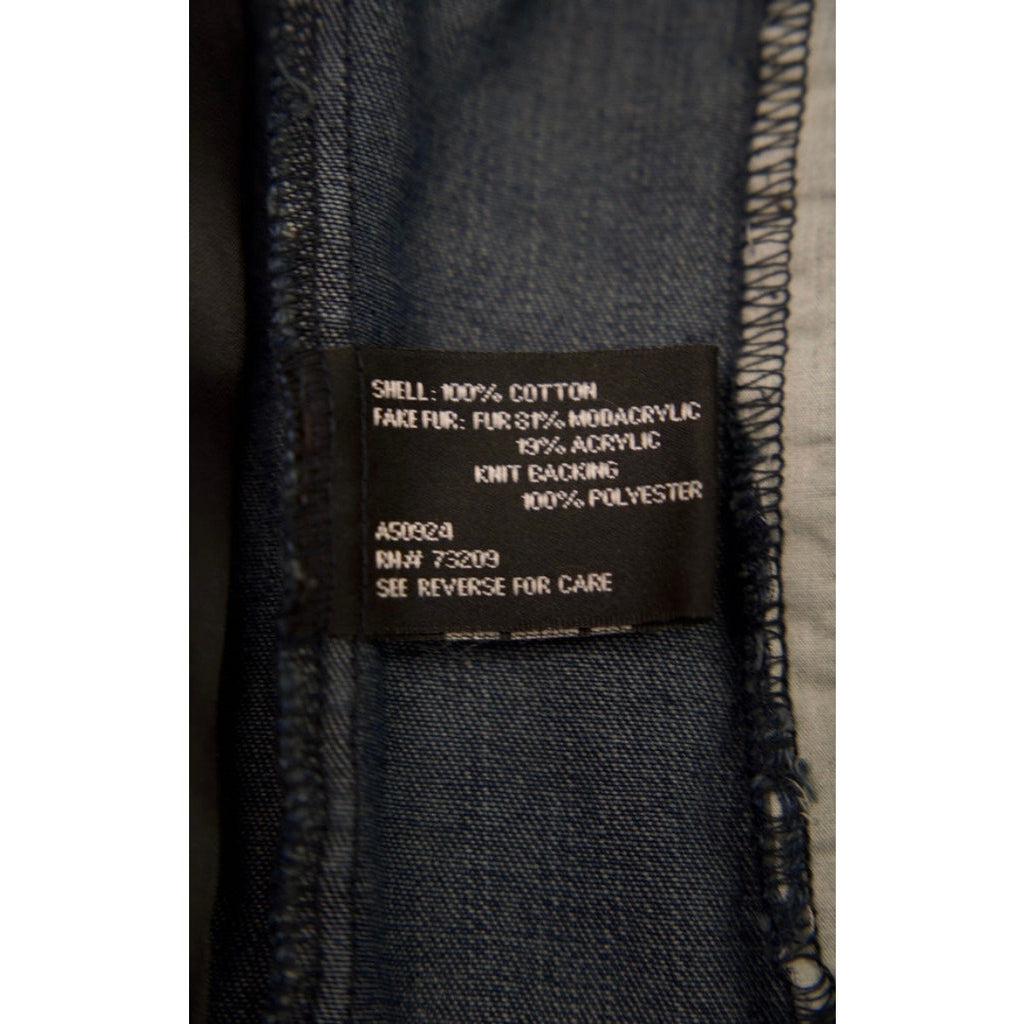 SHELL: 100% COTTON
FAKE FUR: FUR 81% MODACRYLIC
19% ACRYLIC
KNIT BACKING
100% POLYESTER
A50924
RN# 73209
SEE REVERSE FOR CARE